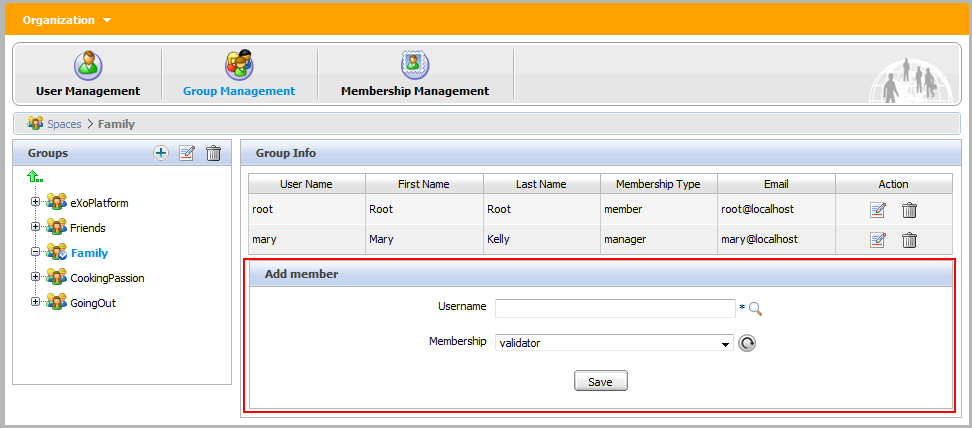 Organization
User Management
Group Management
Membership Management
Spaces > Family
Groups
eXoPlatform
Friends
Family
CookingPassion
GoingOut
Group Info
User Name First Name Last Name Membership Type Email Action
root Root Root member root@localhost
mary Mary Kelly manager mary@localhost
Add member
Username *
Membership validator
Save